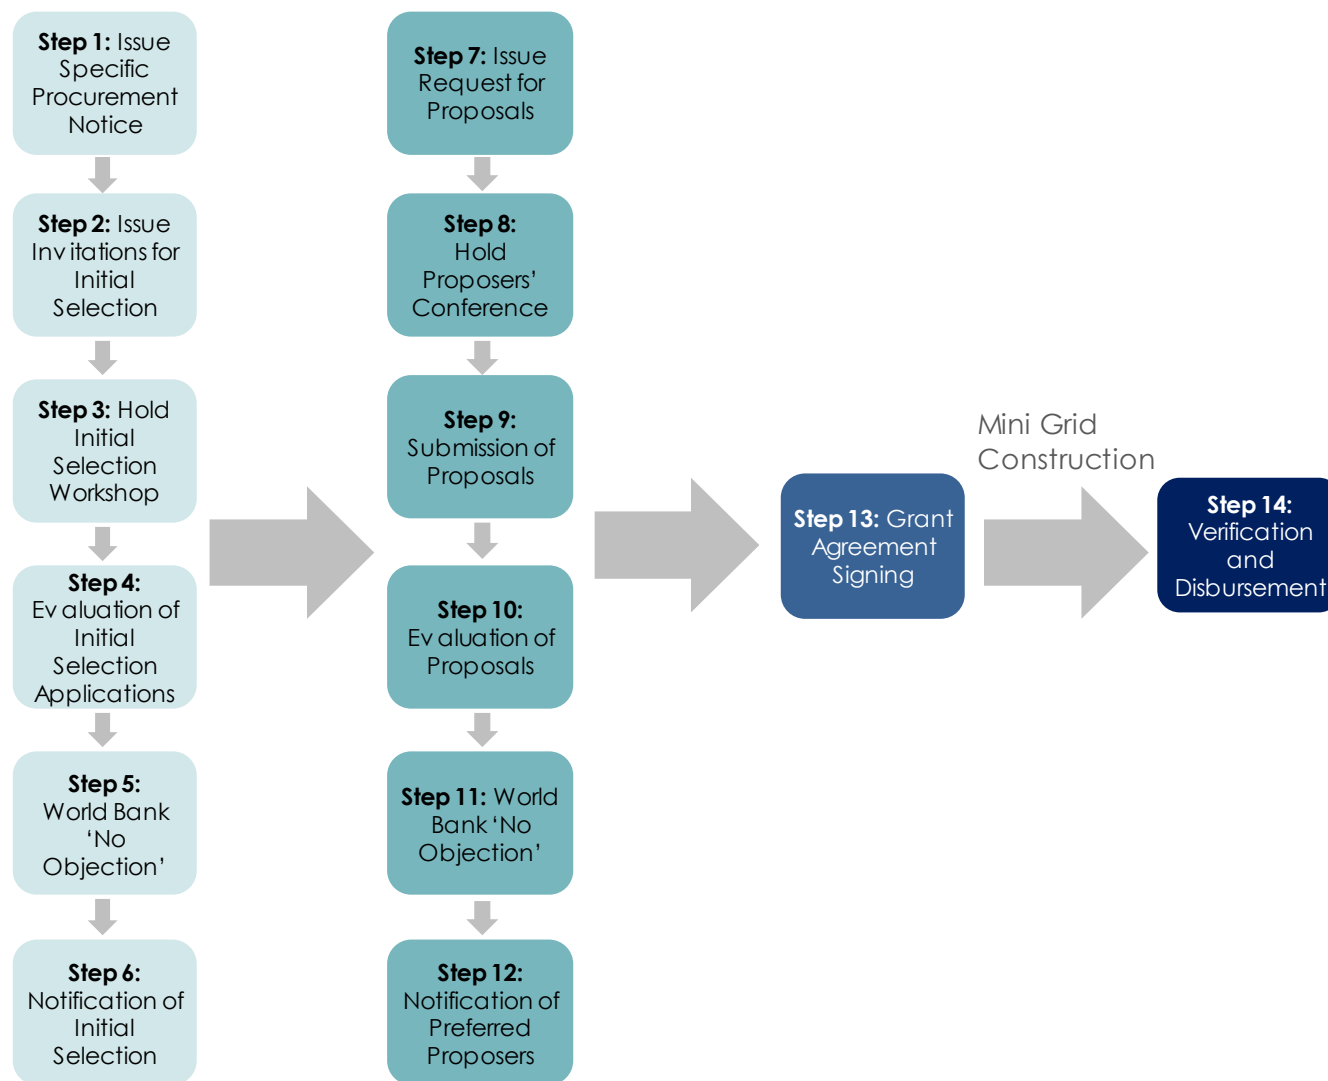 Step 1: Issue
Specific
Procurement
Notice
Step 2: Issue
Invitations for
Initial
Selection
Step 3: Hold
Initial
Selection
Workshop
Step 4:
Evaluation of
Initial
Selection
Applications
Step 5:
World Bank
‘No
Objection’
Step 6:
Notification of
Initial
Selection
Step 7: Issue
Request for
Proposals
Step 8:
Hold
Proposers’
Conference
Step 9:
Submission of
Proposals
Step 10:
Evaluation of
Proposals
Step 11: World
Bank ‘No
Objection’
Step 12:
Notification of
Preferred
Proposers
Step 13: Grant
Agreement
Signing
Mini Grid
Construction
Step 14:
Verification
and
Disbursement